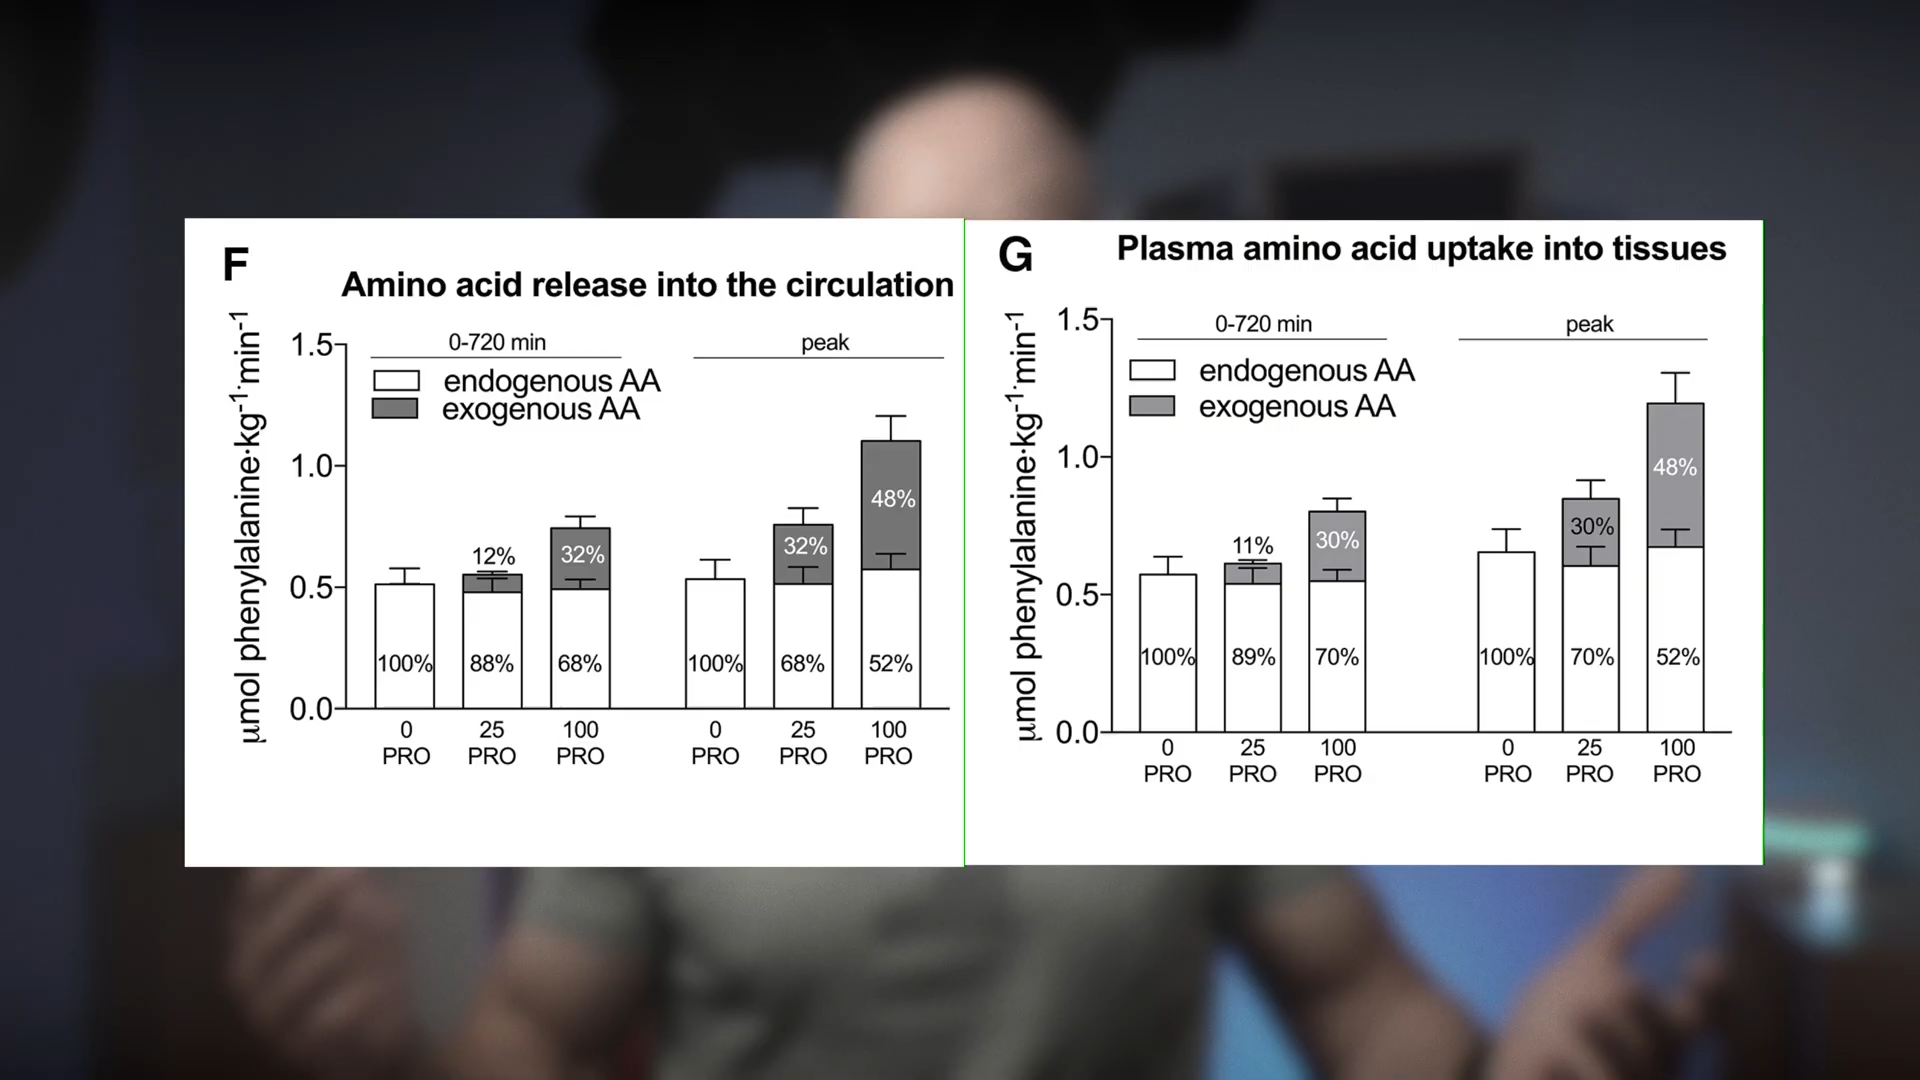 F
Amino acid release into the circulation
μmol phenylalanine·kg⁻¹·min⁻¹
1.5
1.0
0.5
0.0
0-720 min
peak
endogenous AA
exogenous AA
12%
32%
32%
48%
100%
88%
68%
100%
68%
52%
0
25
100
0
25
100
PRO
PRO
PRO
PRO
PRO
PRO
G
Plasma amino acid uptake into tissues
μmol phenylalanine·kg⁻¹·min⁻¹
1.5
1.0
0.5
0.0
0-720 min
peak
endogenous AA
exogenous AA
11%
30%
30%
48%
100%
89%
70%
100%
70%
52%
0
25
100
0
25
100
PRO
PRO
PRO
PRO
PRO
PRO